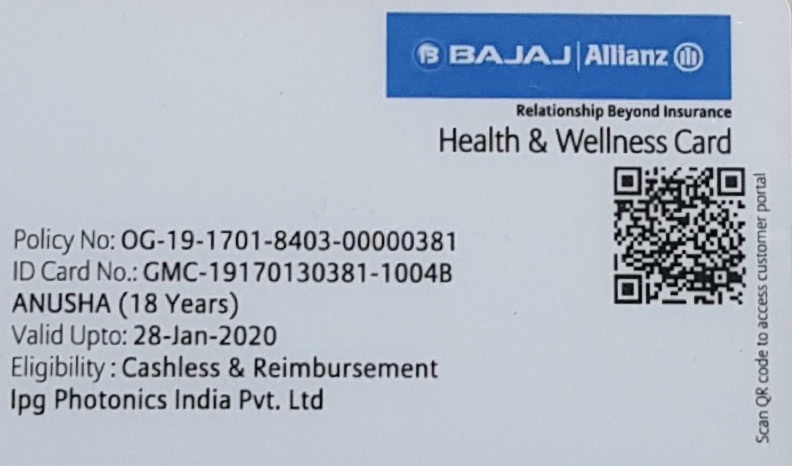 BAJAJ | Allianz
Relationship Beyond Insurance
Health & Wellness Card
Policy No: OG-19-1701-8403-00000381
ID Card No.: GMC-19170130381-1004B
ANUSHA (18 Years)
Valid Upto: 28-Jan-2020
Eligibility : Cashless & Reimbursement
Ipg Photonics India Pvt. Ltd
Scan QR code to access customer portal